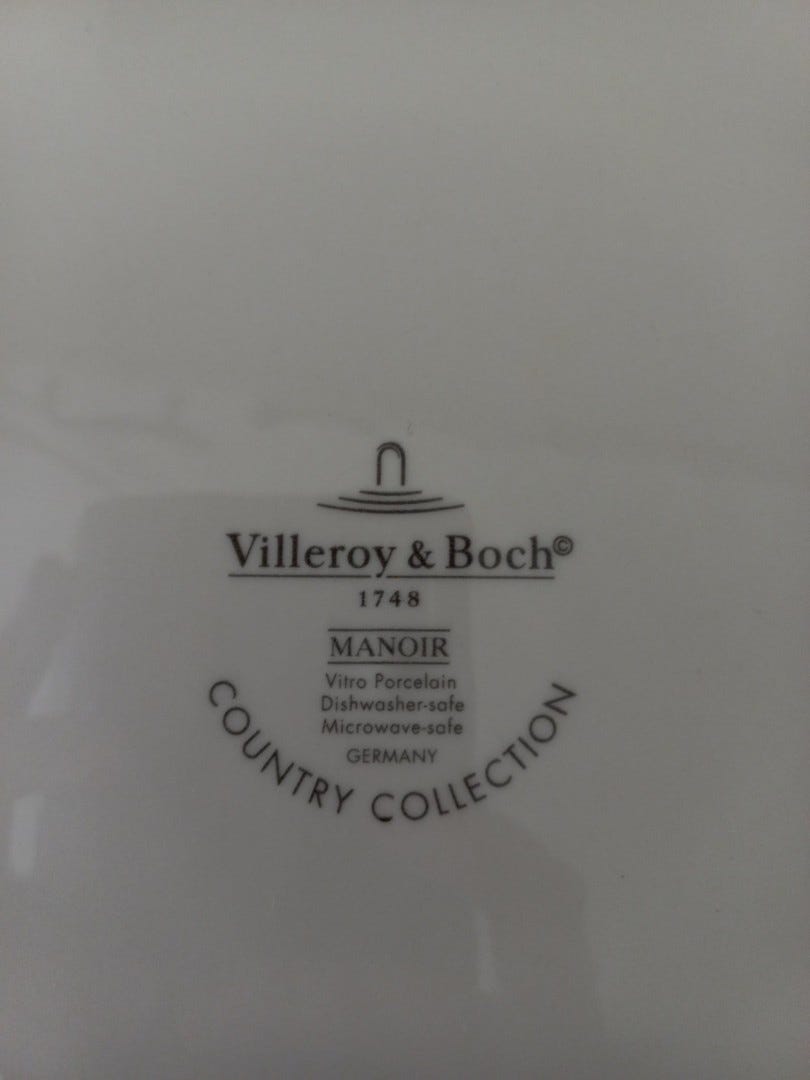 Villeroy & Boch©
1748
MANOIR
Vitro Porcelain
Dishwasher-safe
Microwave-safe
GERMANY
COUNTRY COLLECTION